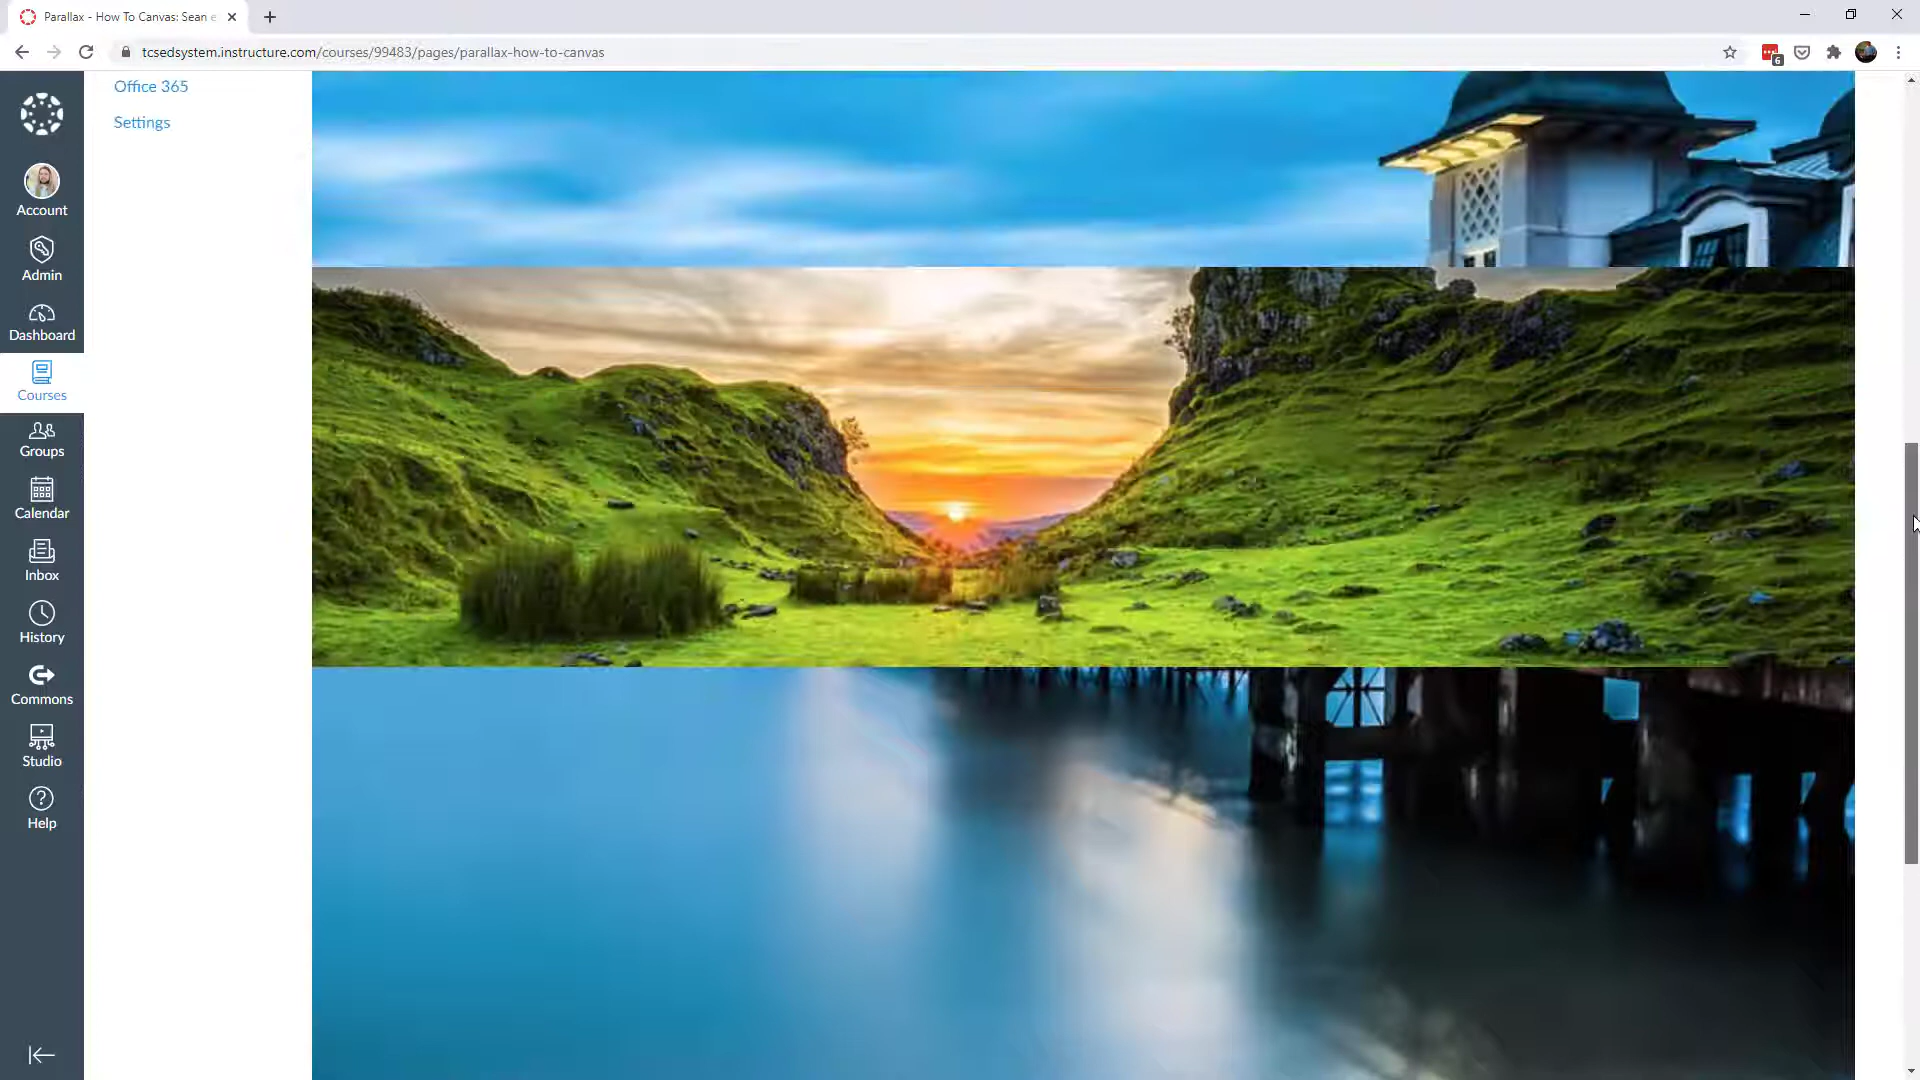 Parallax - How To Canvas: Sean e
tcsedsystem.instructure.com/courses/99483/pages/parallax-how-to-canvas
6
Office 365
Settings
Account
Admin
Dashboard
Courses
Groups
Calendar
Inbox
History
Commons
Studio
Help